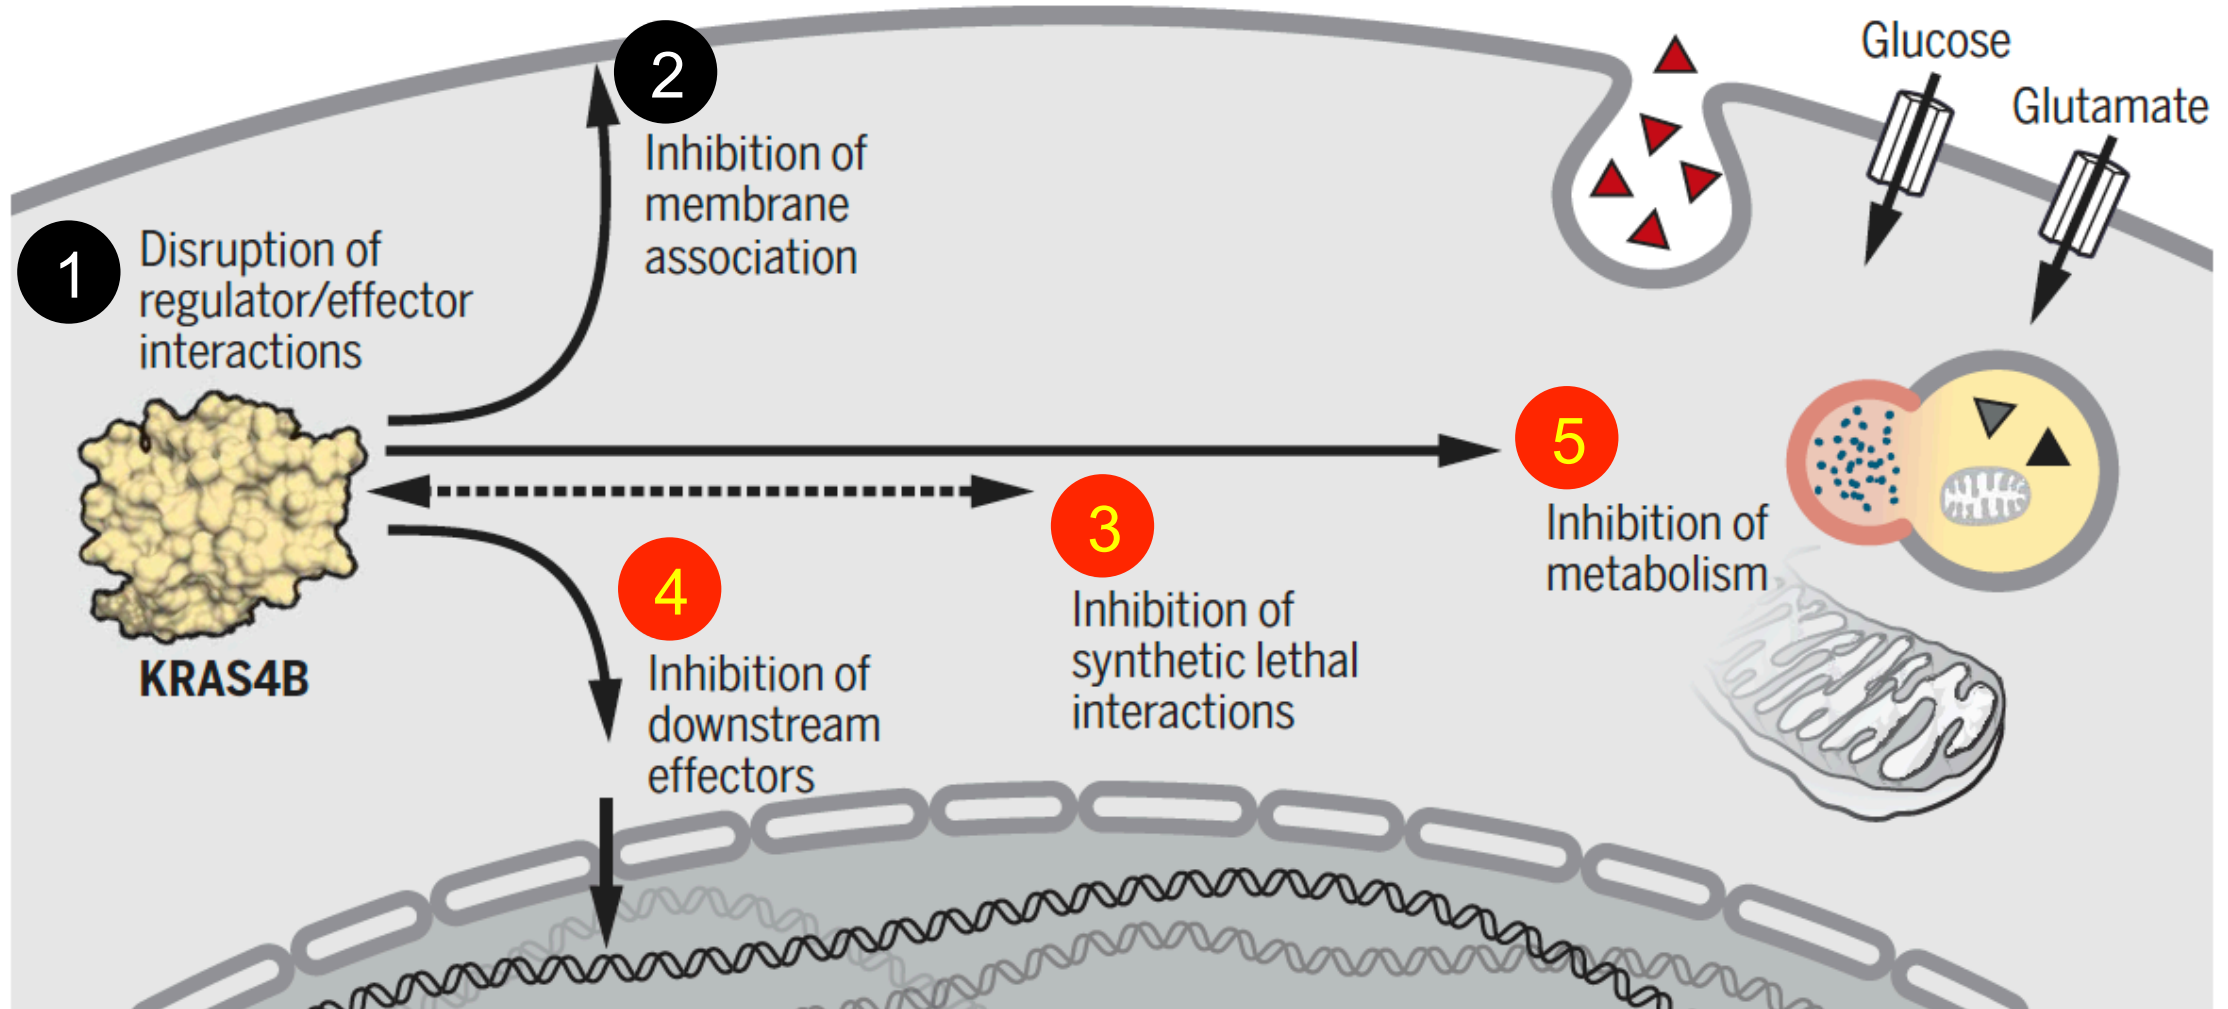 2
Inhibition of
membrane
association
Glucose
Glutamate
1
Disruption of
regulator/effector
interactions
KRAS4B
5
Inhibition of
metabolism
3
Inhibition of
synthetic lethal
interactions
4
Inhibition of
downstream
effectors